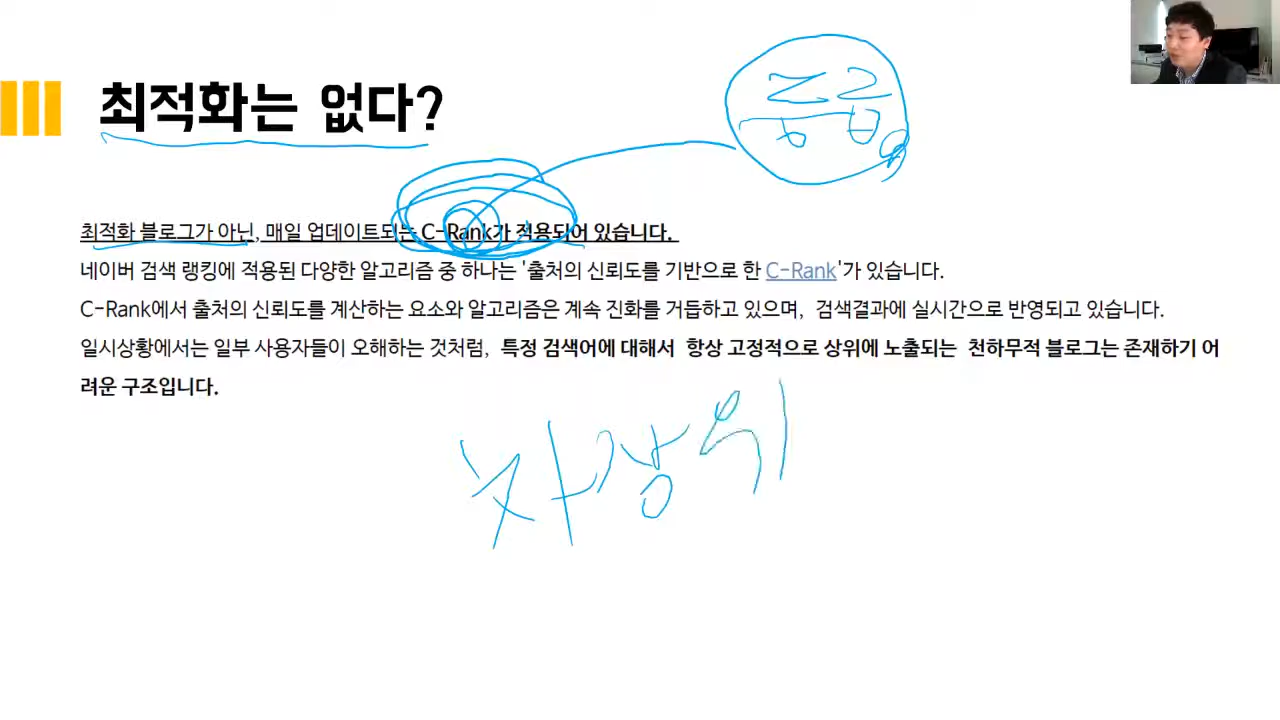 최적화는 없다?
최적화 블로그가 아닌, 매일 업데이트되는 C-Rank가 적용되어 있습니다.
네이버 검색 랭킹에 적용된 다양한 알고리즘 중 하나는 '출처의 신뢰도를 기반으로 한 C-Rank'가 있습니다.
C-Rank에서 출처의 신뢰도를 계산하는 요소와 알고리즘은 계속 진화를 거듭하고 있으며, 검색결과에 실시간으로 반영되고 있습니다.
일시상황에서는 일부 사용자들이 오해하는 것처럼, 특정 검색어에 대해서 항상 고정적으로 상위에 노출되는 천하무적 블로그는 존재하기 어
려운 구조입니다.